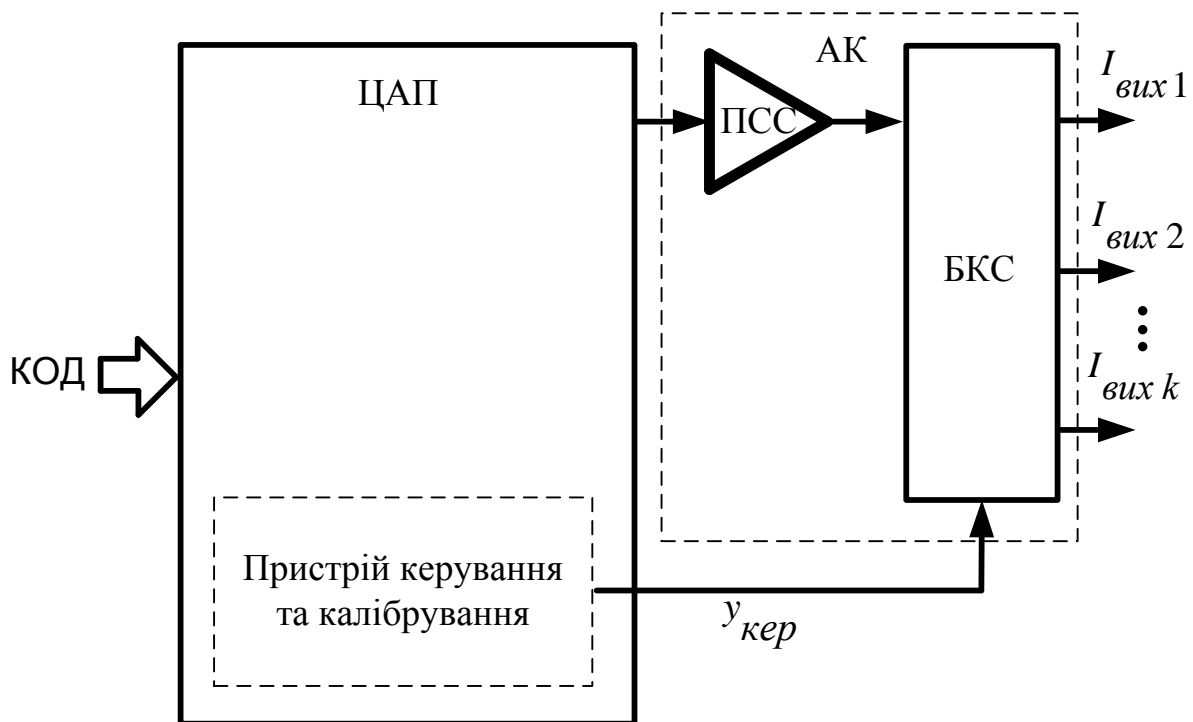 АК
ЦАП
ПСС
I вих 1
I вих 2
БКС
КОД
I вих k
Пристрій керування
та калібрування
y кер